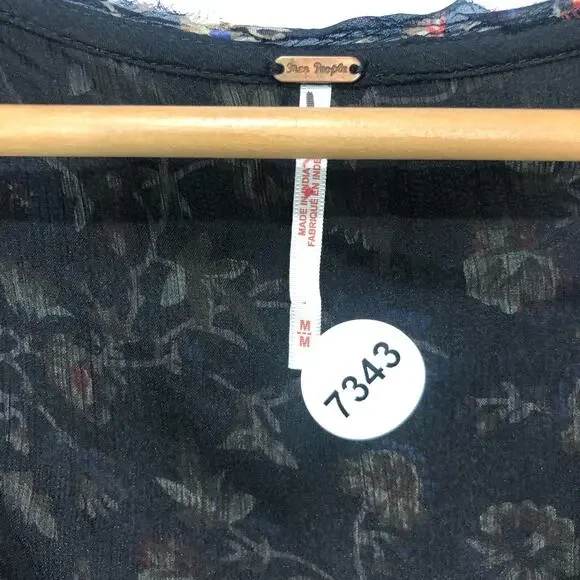 Free People
MADE IN INDIA
FABRIQUÉ EN INDE
M
M
7343